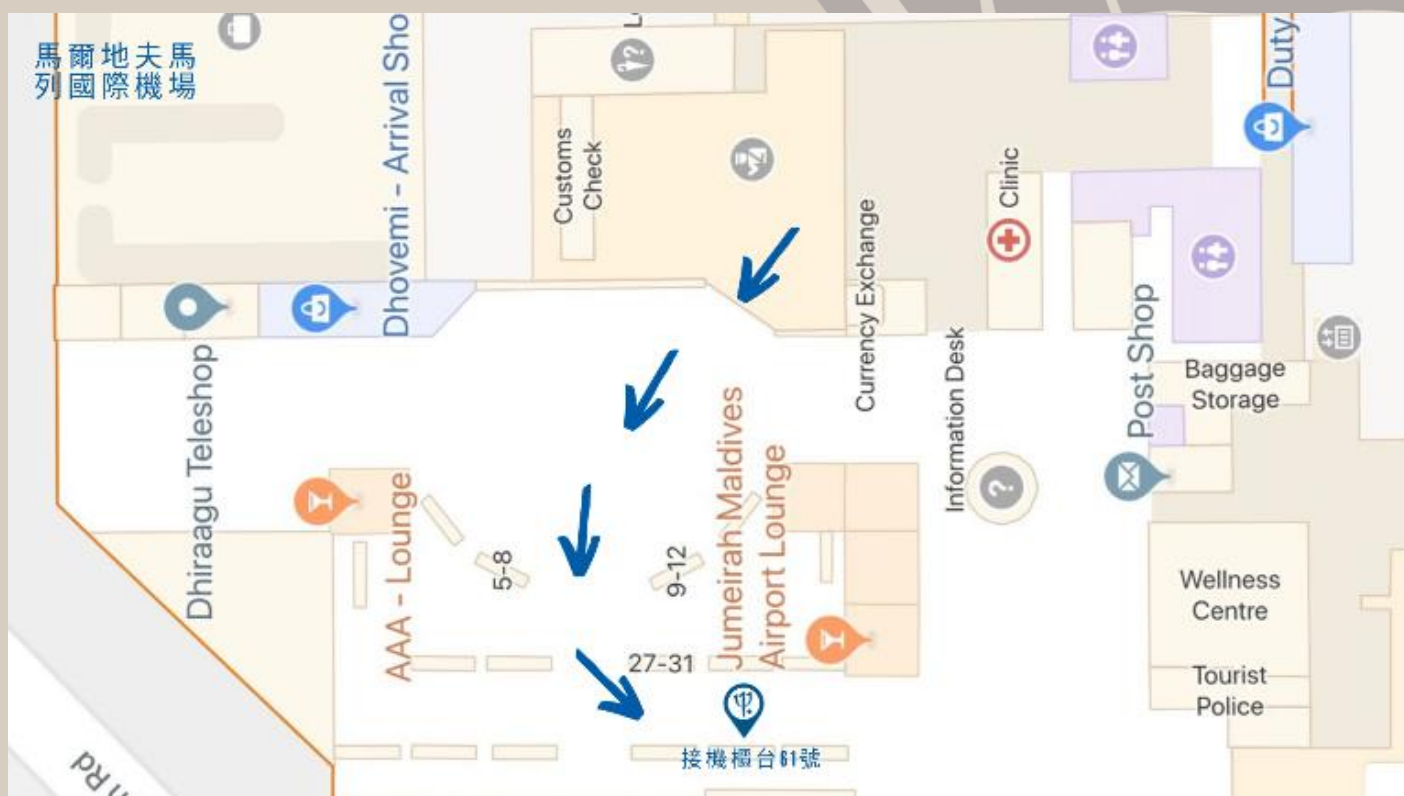 馬爾地夫馬
列國際機場
Dhovemi - Arrival Sho
Customs
Check
Clinic
Duty
Currency Exchange
Information Desk
Post Shop
Baggage
Storage
Dhiraagu Teleshop
AAA - Lounge
5-8
9-12
Jumeirah Maldives
Airport Lounge
27-31
Wellness
Centre
Tourist
Police
接機櫃台61號
Rd